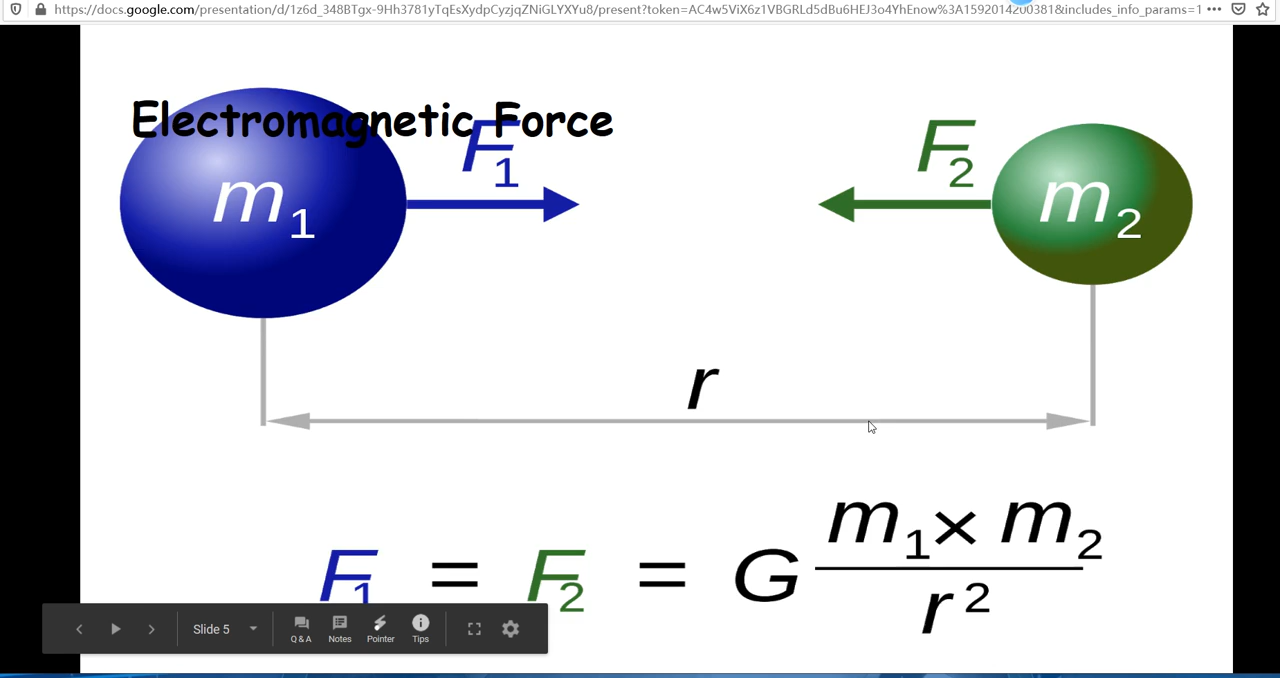 https://docs.google.com/presentation/d/1z6d_348BTgx-9Hh3781yTqEsXydpCyzjqZNiGLYXYu8/present?token=AC4w5ViX6z1VBGRLd5dBu6HEJ3o4YhEnow%3A1592014200381&includes_info_params=1
Electromagnetic Force
F1 F2
m1 m2
r
F1 = F2 = G m1 × m2
r2
Slide 5 Q & A Notes Pointer Tips